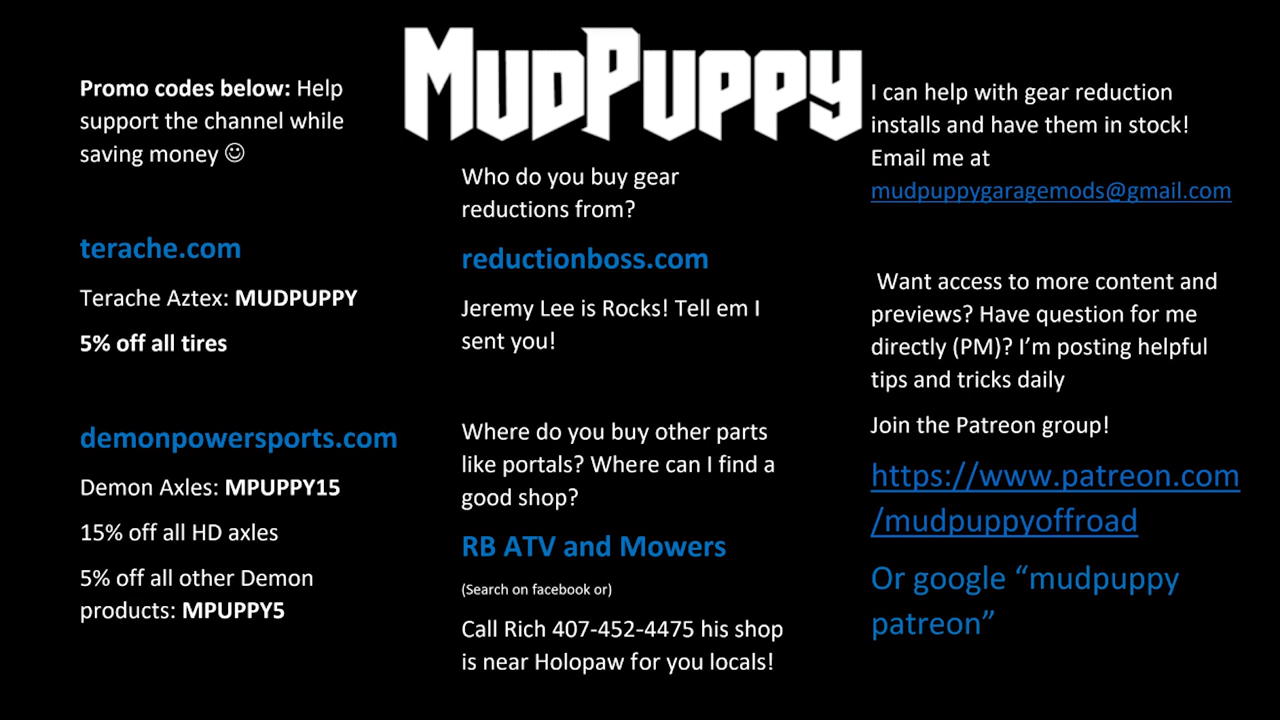 MUDPUPPY
Promo codes below: Help
support the channel while
saving money ☺
terache.com
Terache Aztex: MUDPUPPY
5% off all tires
demonpowersports.com
Demon Axles: MPUPPY15
15% off all HD axles
5% off all other Demon
products: MPUPPY5
Who do you buy gear
reductions from?
reductionboss.com
Jeremy Lee is Rocks! Tell em I
sent you!
Where do you buy other parts
like portals? Where can I find a
good shop?
RB ATV and Mowers
(Search on facebook or)
Call Rich 407-452-4475 his shop
is near Holopaw for you locals!
I can help with gear reduction
installs and have them in stock!
Email me at
mudpuppygaragemods@gmail.com
Want access to more content and
previews? Have question for me
directly (PM)? I’m posting helpful
tips and tricks daily
Join the Patreon group!
https://www.patreon.com
/mudpuppyoffroad
Or google “mudpuppy
patreon”